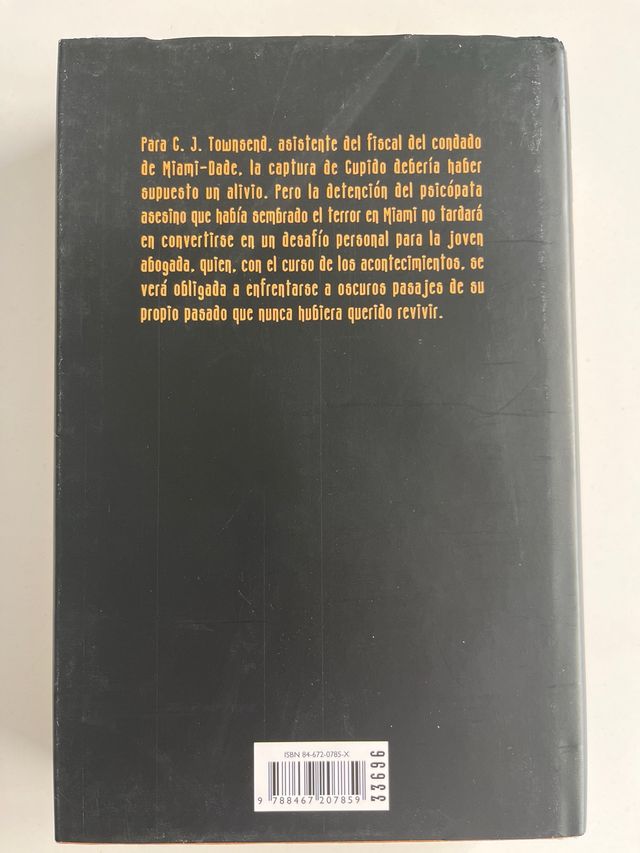 Para C. J. Townsend, asistente del fiscal del condado
de Miami-Dade, la captura de Cupido debería haber
supuesto un alivio. Pero la detención del psicópata
asesino que había sembrado el terror en Miami no tardará
en convertirse en un desafío personal para la joven
abogada, quien, con el curso de los acontecimientos, se
verá obligada a enfrentarse a oscuros pasajes de su
propio pasado que nunca hubiera querido revivir.
ISBN 84-672-0785-X
9 788467 207859
33696